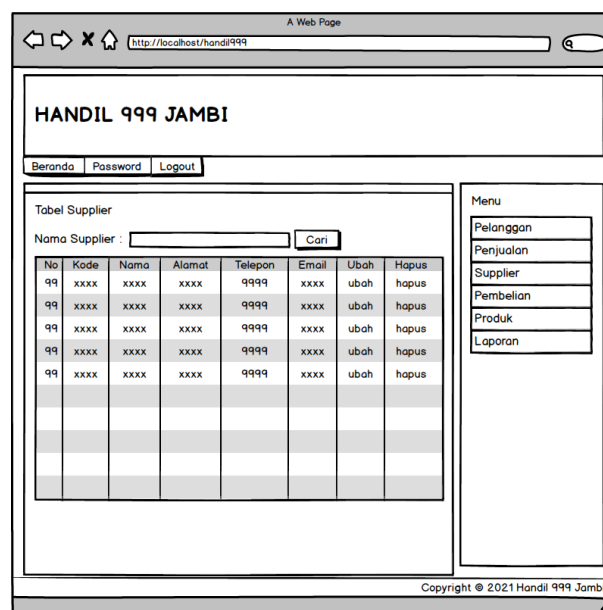 A Web Page
http://localhost/handil999
HANDIL 999 JAMBI
Beranda Password Logout
Tabel Supplier
Nama Supplier : Cari
No Kode Nama Alamat Telepon Email Ubah Hapus
99 xxxx xxxx xxxx 9999 xxxx ubah hapus
99 xxxx xxxx xxxx 9999 xxxx ubah hapus
99 xxxx xxxx xxxx 9999 xxxx ubah hapus
99 xxxx xxxx xxxx 9999 xxxx ubah hapus
99 xxxx xxxx xxxx 9999 xxxx ubah hapus
Menu
Pelanggan
Penjualan
Supplier
Pembelian
Produk
Laporan
Copyright © 2021 Handil 999 Jambi